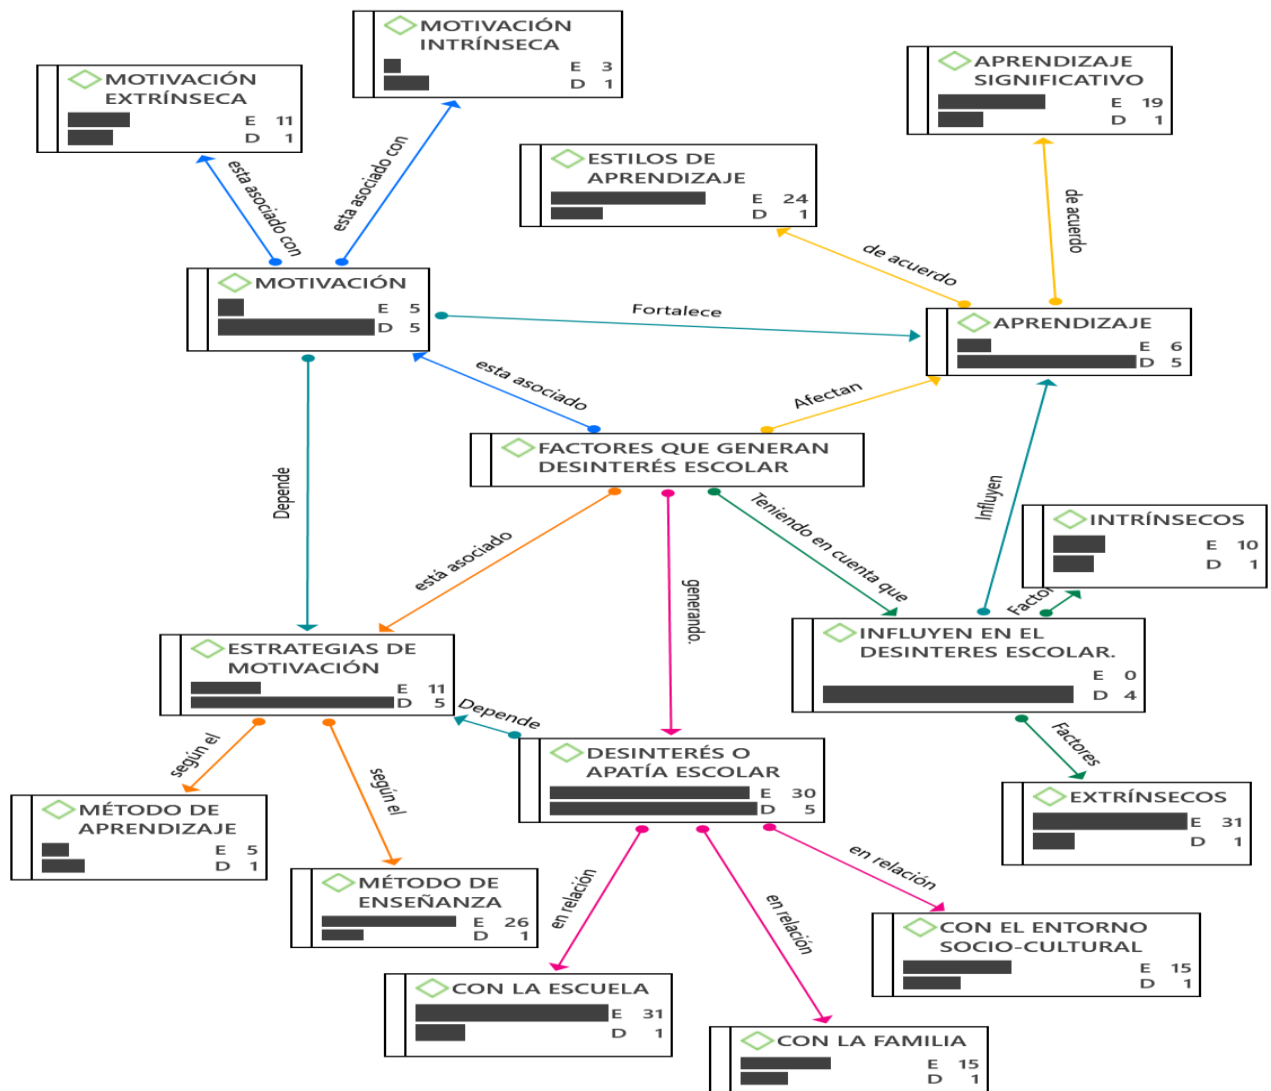 MOTIVACIÓN
INTRÍNSECA
E 3
D 1
MOTIVACIÓN
EXTRÍNSECA
E 11
D 1
APRENDIZAJE
SIGNIFICATIVO
E 19
D 1
ESTILOS DE
APRENDIZAJE
E 24
D 1
esta asociado con
esta asociado con
de acuerdo
de acuerdo
MOTIVACIÓN
E 5
D 5
Fortalece
APRENDIZAJE
E 6
D 5
esta asociado
Afectan
FACTORES QUE GENERAN
DESINTERÉS ESCOLAR
Depende
está asociado
generando.
Teniendo en cuenta que
Influyen
INTRÍNSECOS
E 10
D 1
Factor
INFLUYEN EN EL
DESINTERES ESCOLAR.
E 0
D 4
ESTRATEGIAS DE
MOTIVACIÓN
E 11
D 5
Depende
DESINTERÉS O
APATÍA ESCOLAR
E 30
D 5
Factores
EXTRÍNSECOS
E 31
D 1
según el
según el
MÉTODO DE
APRENDIZAJE
E 5
D 1
MÉTODO DE
ENSEÑANZA
E 26
D 1
en relación
en relación
en relación
CON EL ENTORNO
SOCIO-CULTURAL
E 15
D 1
CON LA ESCUELA
E 31
D 1
CON LA FAMILIA
E 15
D 1